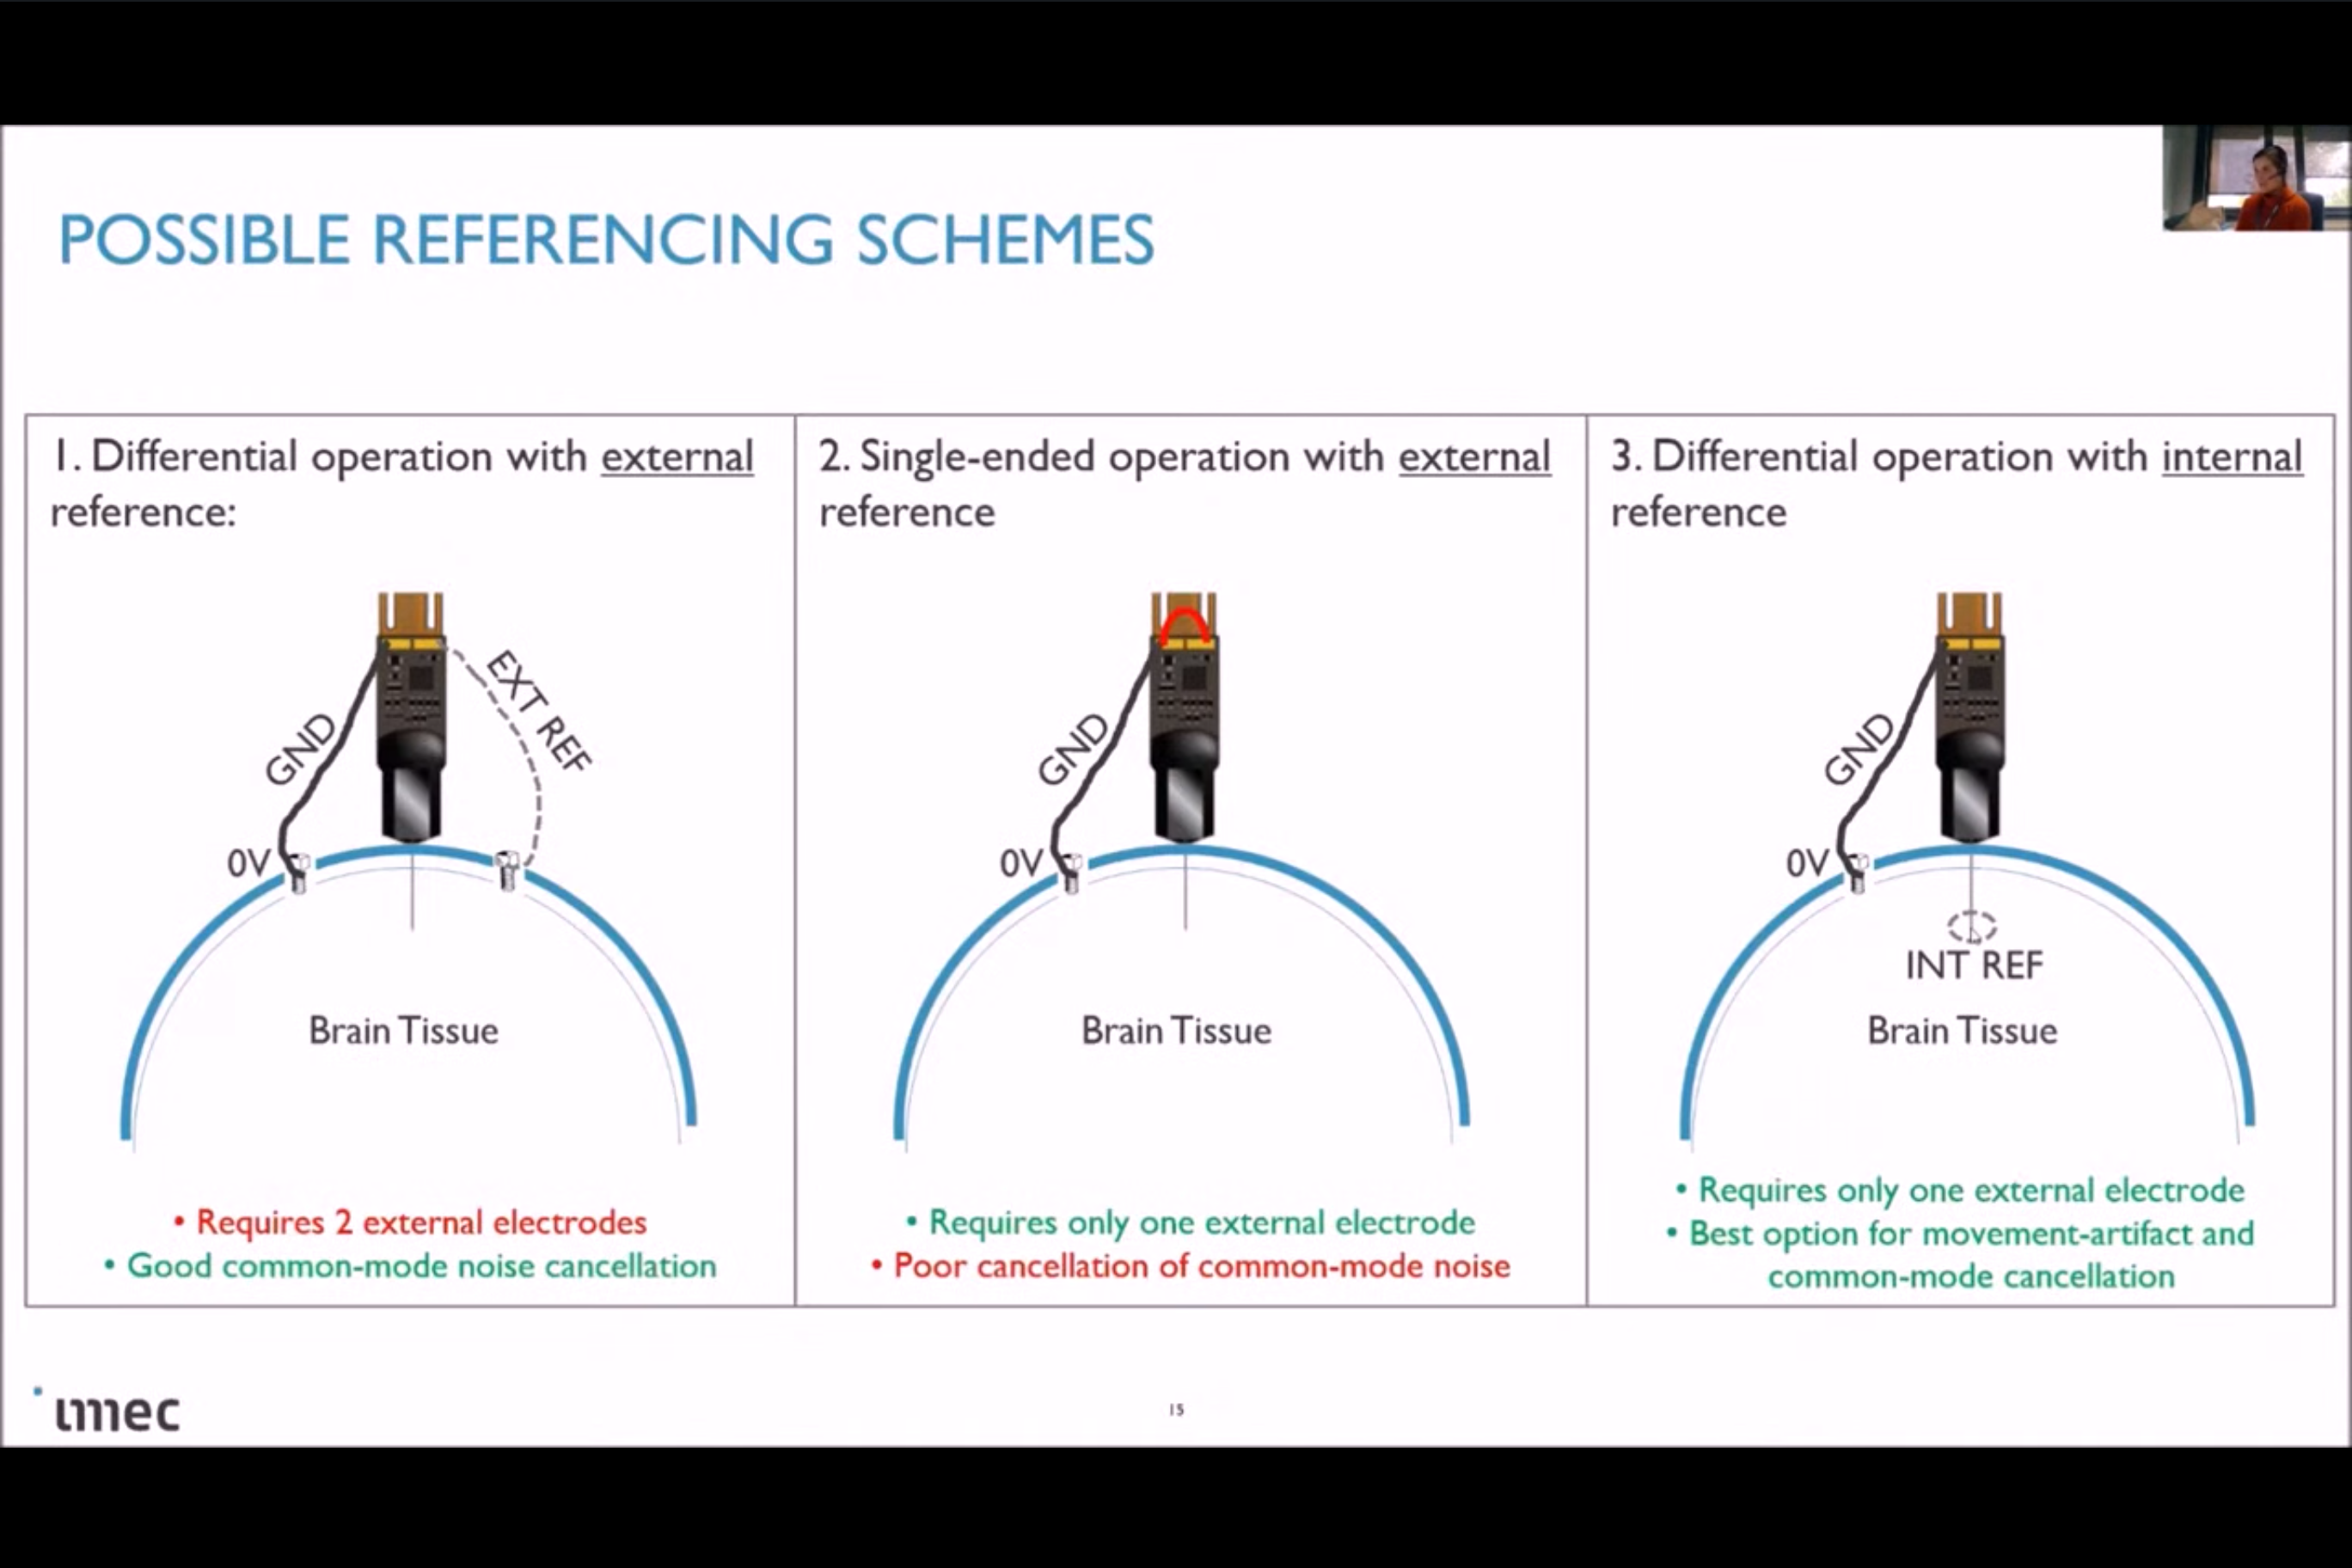 POSSIBLE REFERENCING SCHEMES
1. Differential operation with external
reference:
GND
EXT REF
0V
Brain Tissue
• Requires 2 external electrodes
• Good common-mode noise cancellation
2. Single-ended operation with external
reference
GND
0V
Brain Tissue
• Requires only one external electrode
• Poor cancellation of common-mode noise
3. Differential operation with internal
reference
GND
0V
INT REF
Brain Tissue
• Requires only one external electrode
• Best option for movement-artifact and
common-mode cancellation
imec
15